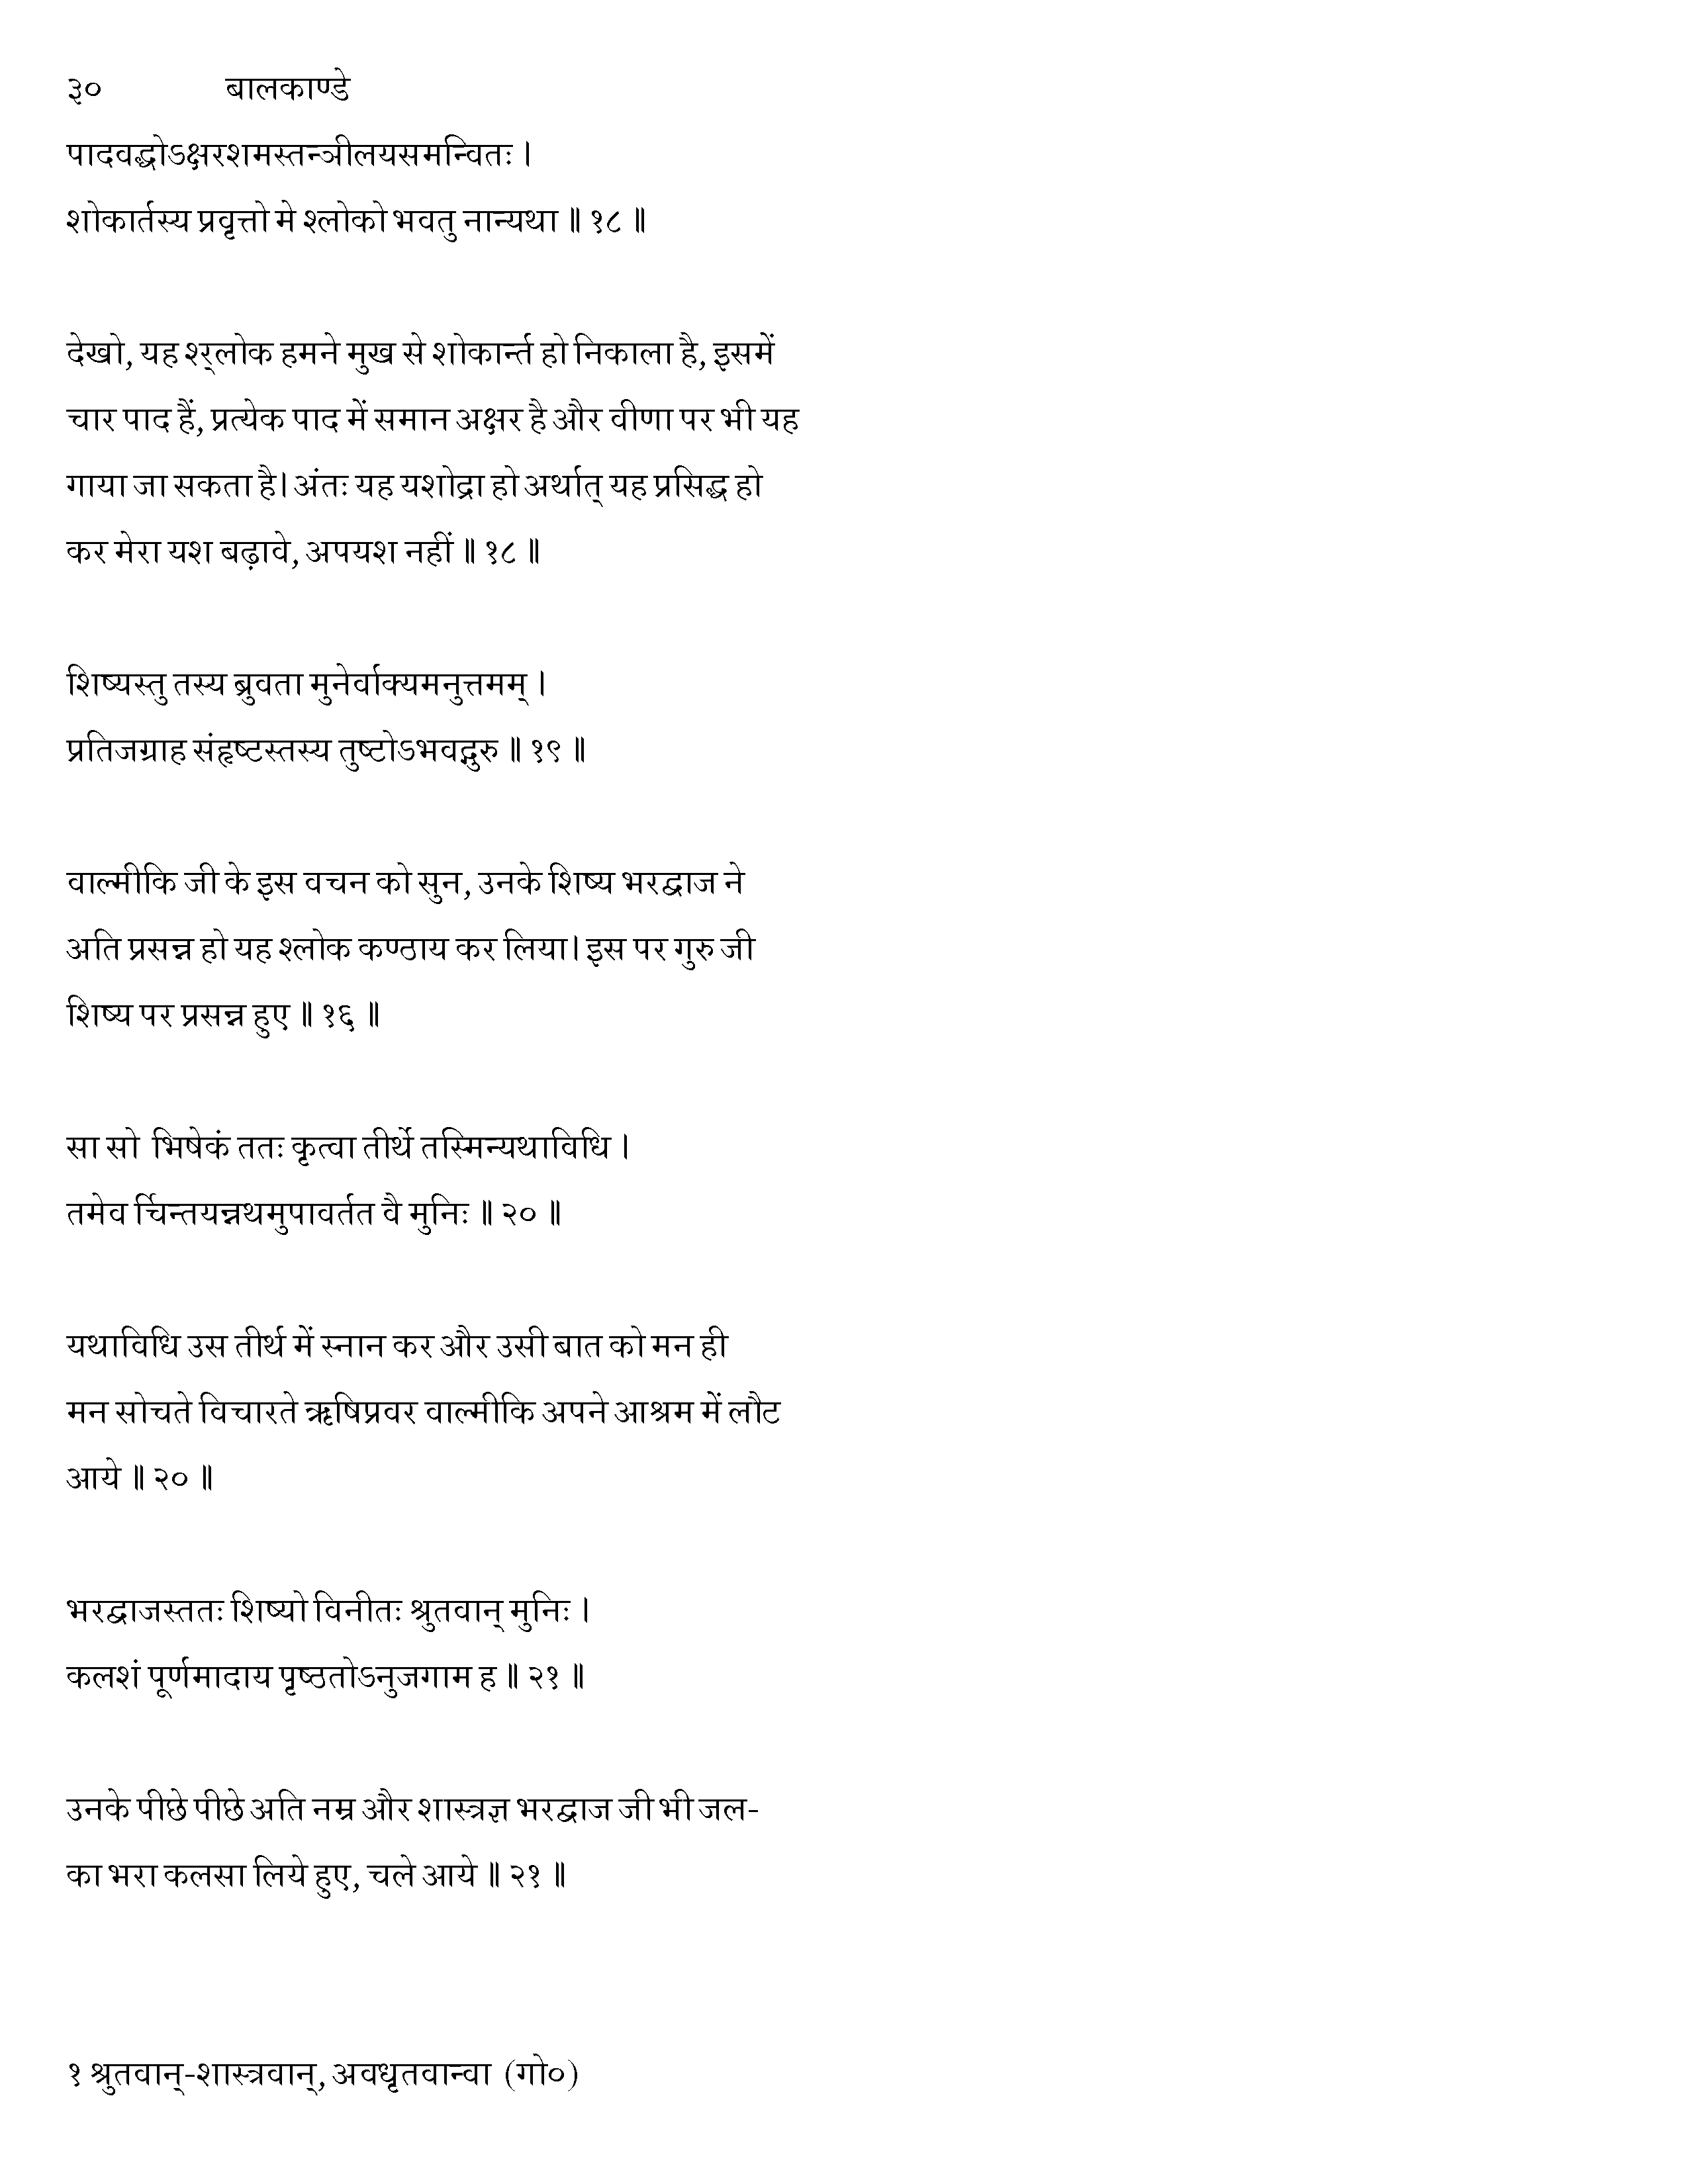 ३० बालकाण्डे
पादवद्धोऽक्षरशमस्तन्ञीलयसमन्वितः ।
शोकार्तस्य प्रवृत्तो मे श्लोको भवतु नान्यथा ॥ १८ ॥
देखो, यह श्र्लोक हमने मुख से शोकार्न्त हो निकाला है, इसमें
चार पाद हैं, प्रत्येक पाद में समान अक्षर है और वीणा पर भी यह
गाया जा सकता है। अंतः यह यशोद्रा हो अर्थात् यह प्रसिद्ध हो
कर मेरा यश बढ़ावे, अपयश नहीं ॥ १८ ॥
शिष्यस्तु तस्य ब्रुवता मुनेर्वाक्यमनुत्तमम् ।
प्रतिजग्राह संहृष्टस्तस्य तुष्टोऽभवद्गुरु ॥ १९ ॥
वाल्मीकि जी के इस वचन को सुन, उनके शिष्य भरद्वाज ने
अति प्रसन्न हो यह श्लोक कण्ठाय कर लिया। इस पर गुरु जी
शिष्य पर प्रसन्न हुए ॥ १६ ॥
सा सो भिषेकं ततः कृत्वा तीर्थे तस्मिन्यथाविधि ।
तमेव र्चिन्तयन्नथमुपावर्तत वै मुनिः ॥ २० ॥
यथाविधि उस तीर्थ में स्नान कर और उसी बात को मन ही
मन सोचते विचारते ऋषिप्रवर वाल्मीकि अपने आश्रम में लौट
आये ॥ २० ॥
भरद्वाजस्ततः शिष्यो विनीतः श्रुतवान् मुनिः ।
कलशं पूर्णमादाय पृष्ठतोऽनुजगाम ह ॥ २१ ॥
उनके पीछे पीछे अति नम्र और शास्त्रज्ञ भरद्वाज जी भी जल-
का भरा कलसा लिये हुए, चले आये ॥ २१ ॥
१ श्रुतवान्-शास्त्रवान्, अवधृतवान्वा (गो०)